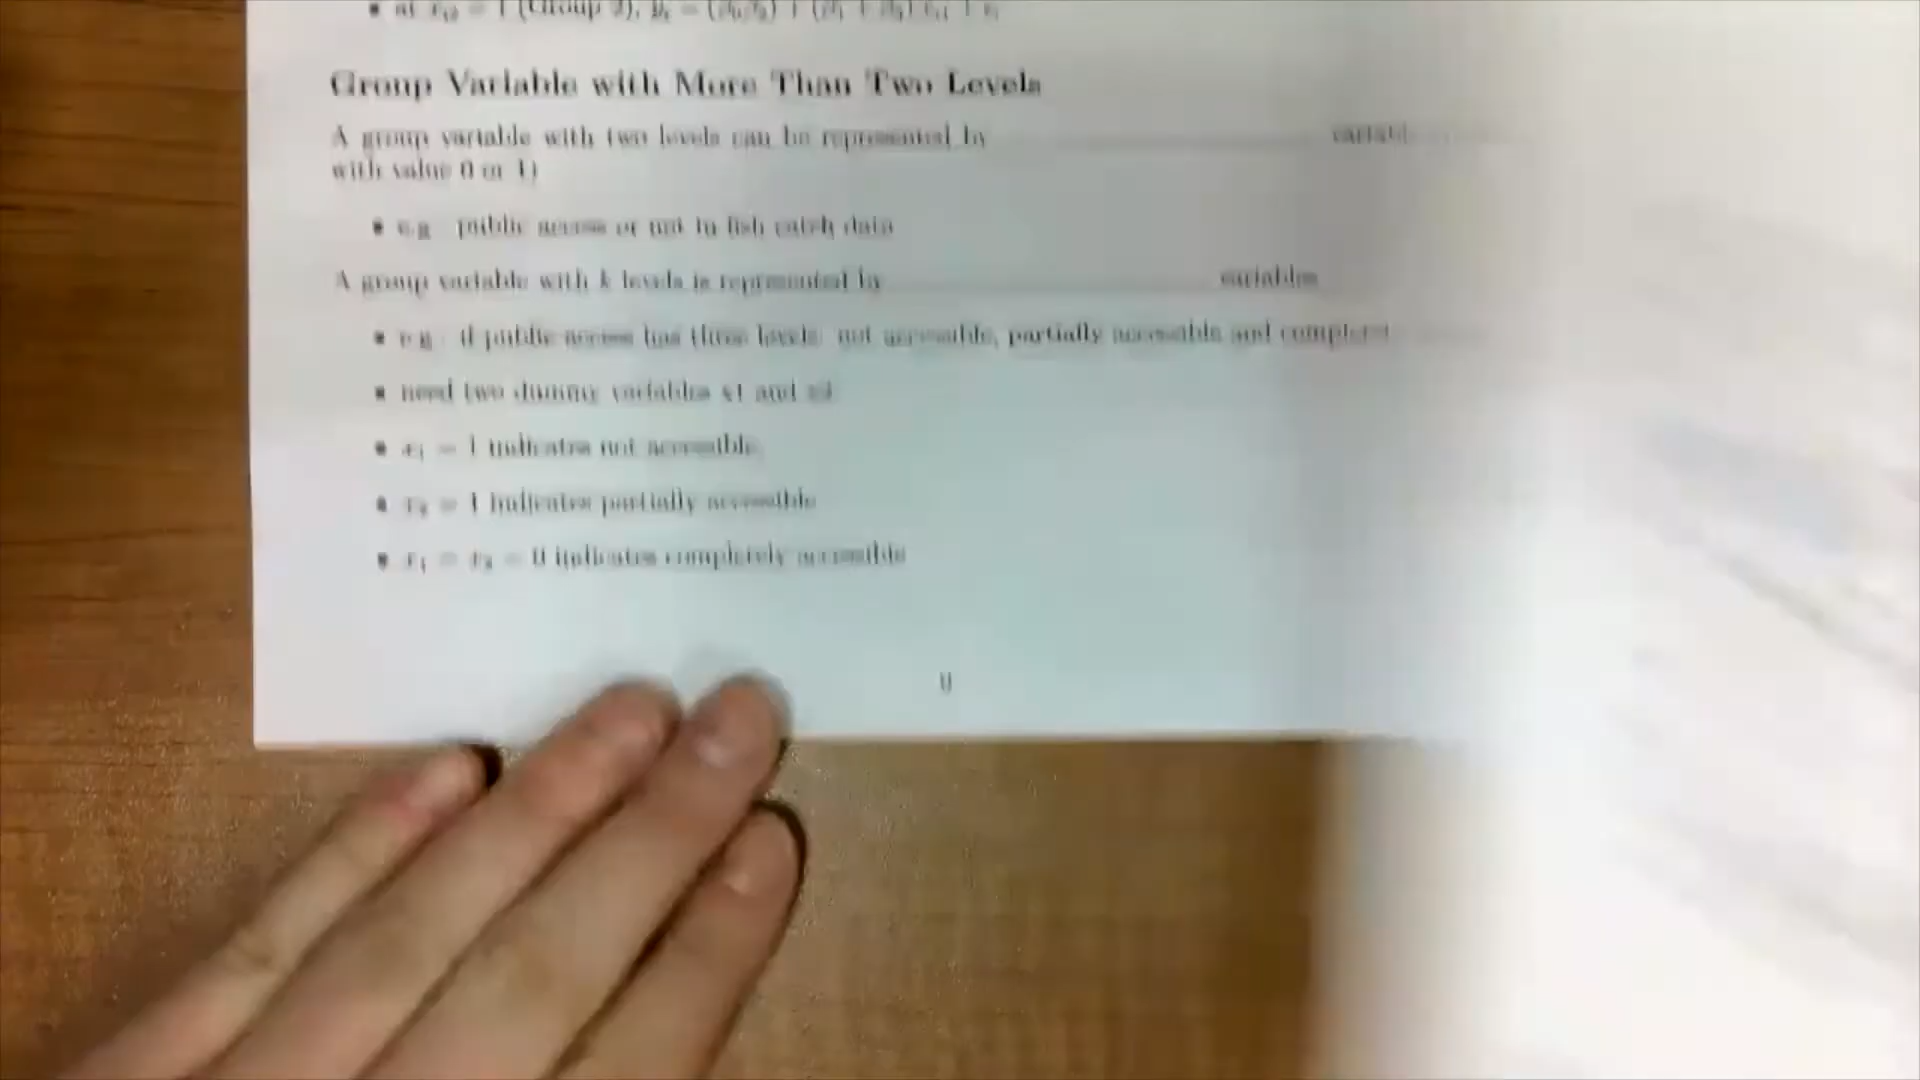 Group Variable with More Than Two Levels
A group variable with two levels can be represented by ____________ variable
with value 0 or 1)
• e.g. public access or not in fish catch data
A group variable with k levels is represented by ____________ variables
• e.g. if public access has three levels: not accessible, partially accessible and
• need two dummy variables x1 and x2
• x₁ = 1 indicates not accessible
• x₂ = 1 indicates partially accessible
• x₁ = x₂ = 0 indicates completely accessible